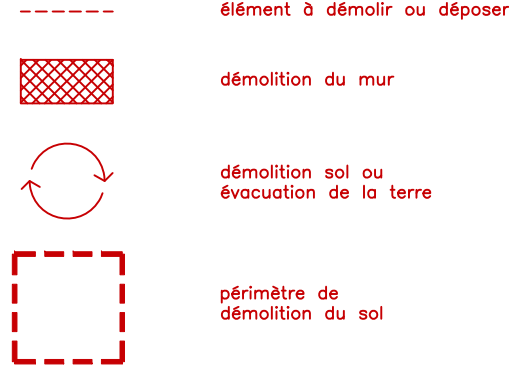 élément à démolir ou déposer
démolition du mur
démolition sol ou
évacuation de la terre
périmètre de
démolition du sol